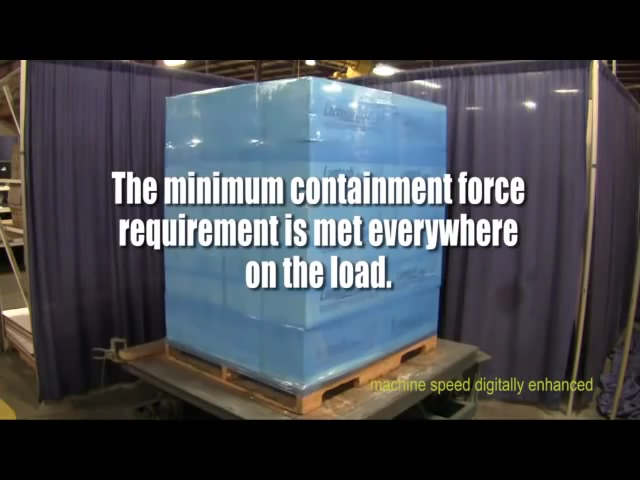 The minimum containment force
requirement is met everywhere
on the load.
machine speed digitally enhanced